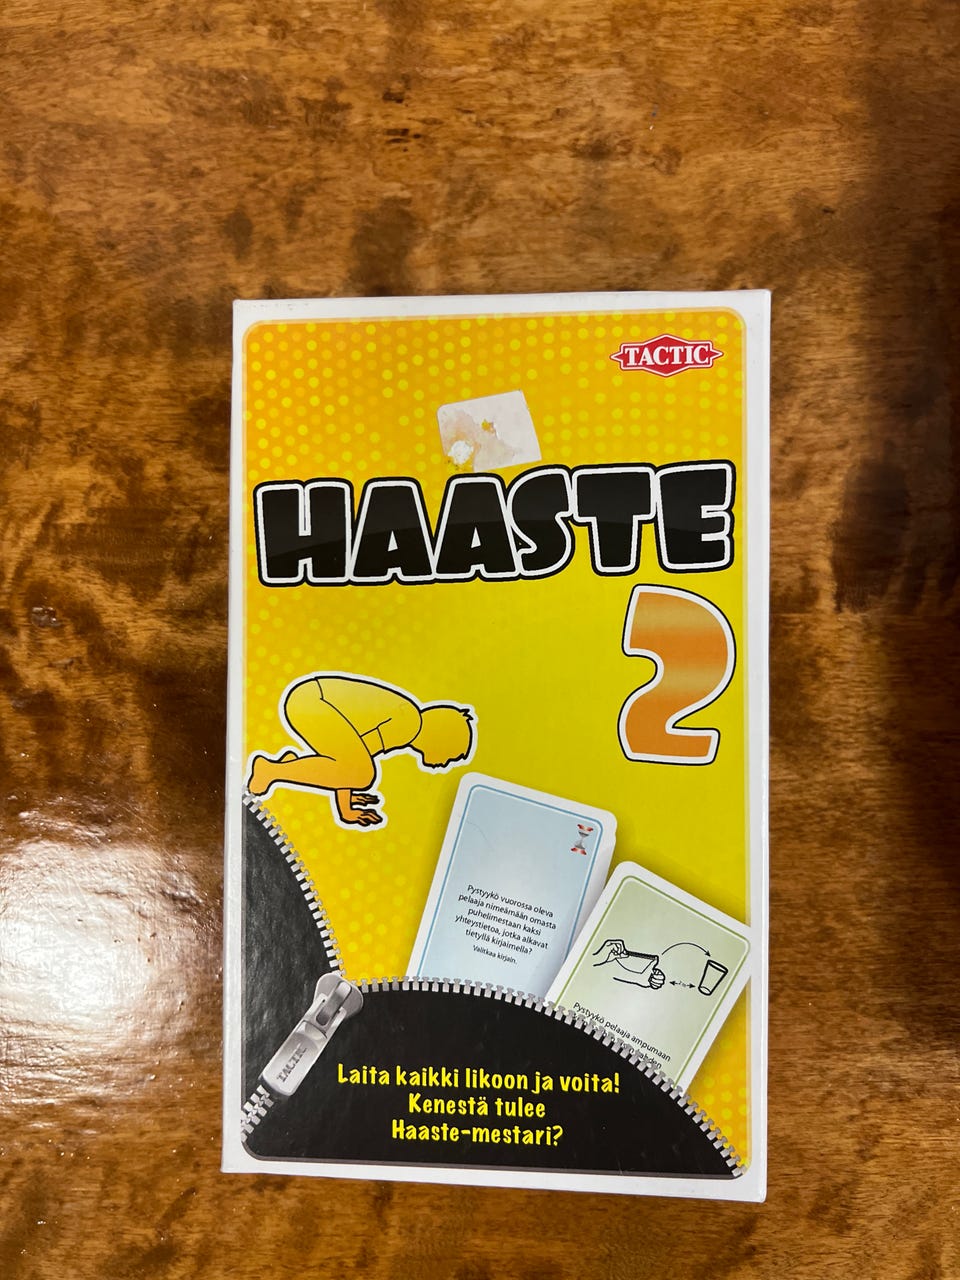 TACTIC
HAASTE
2
Pystyykö vuorossa oleva
pelaaja nimeämään omasta
puhelimestaan kaksi
yhteystietoa, jotka alkavat
tietyllä kirjaimella?
Valitkaa kirjain.
Pystyykö pelaaja ampumaan
TACTIC
Laita kaikki likoon ja voita!
Kenestä tulee
Haaste-mestari?